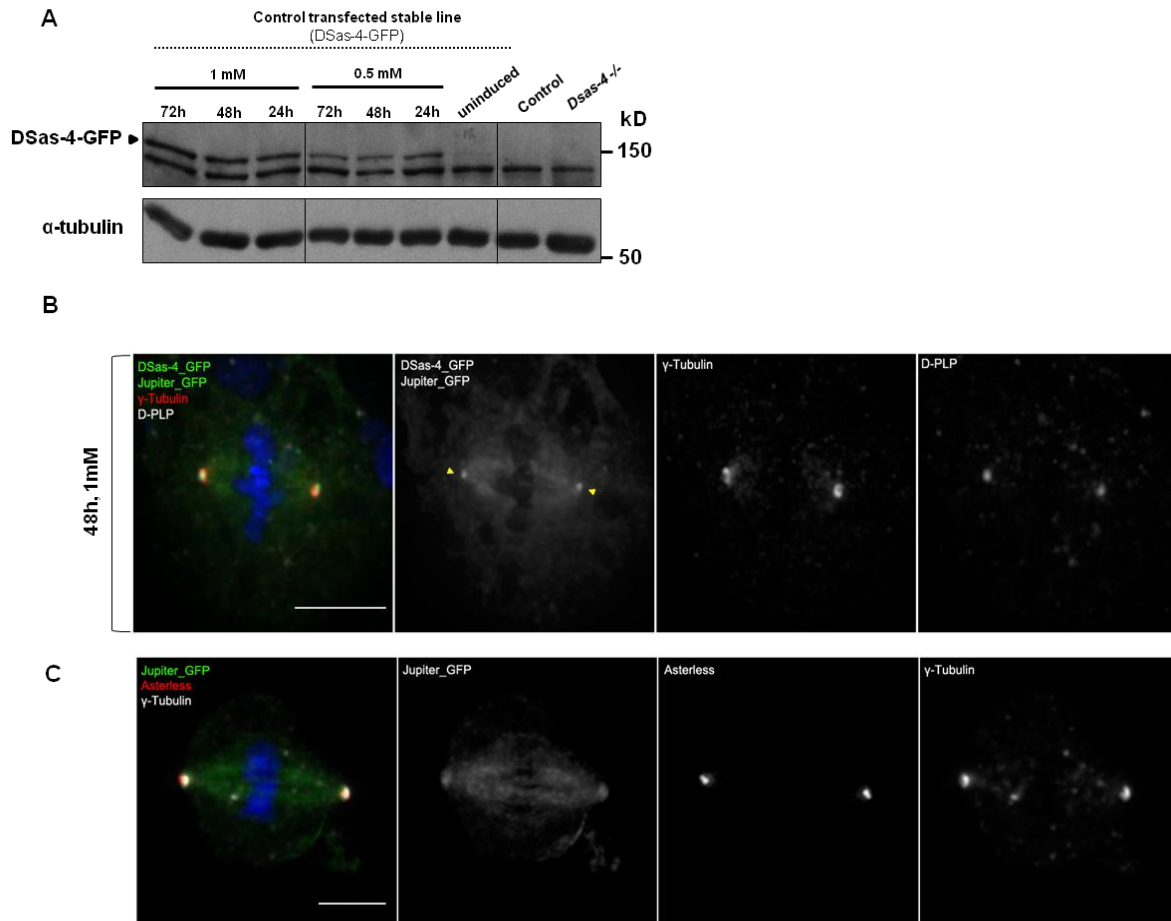 A
Control transfected stable line
(DSas-4-GFP)
1 mM
0.5 mM
uninduced
Control
Dsas-4 -/-
72h
48h
24h
72h
48h
24h
kD
DSas-4-GFP
150
α-tubulin
50
B
48h, 1mM
DSas-4_GFP
Jupiter_GFP
γ-Tubulin
D-PLP
DSas-4_GFP
Jupiter_GFP
γ-Tubulin
D-PLP
C
Jupiter_GFP
Asterless
γ-Tubulin
Jupiter_GFP
Asterless
γ-Tubulin